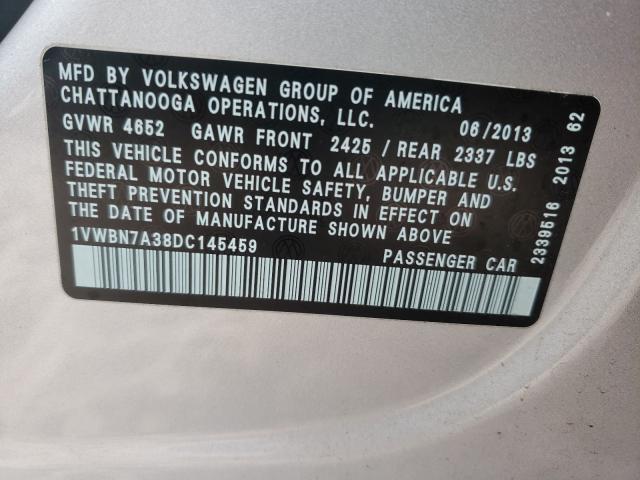 MFD BY VOLKSWAGEN GROUP OF AMERICA
CHATTANOOGA OPERATIONS, LLC. 06/2013
GVWR 4652 GAWR FRONT 2425 / REAR 2337 LBS
THIS VEHICLE CONFORMS TO ALL APPLICABLE U.S.
FEDERAL MOTOR VEHICLE SAFETY, BUMPER AND
THEFT PREVENTION STANDARDS IN EFFECT ON
THE DATE OF MANUFACTURE SHOWN ABOVE
1VWBN7A38DC145459 PASSENGER CAR
2339516 2013 62